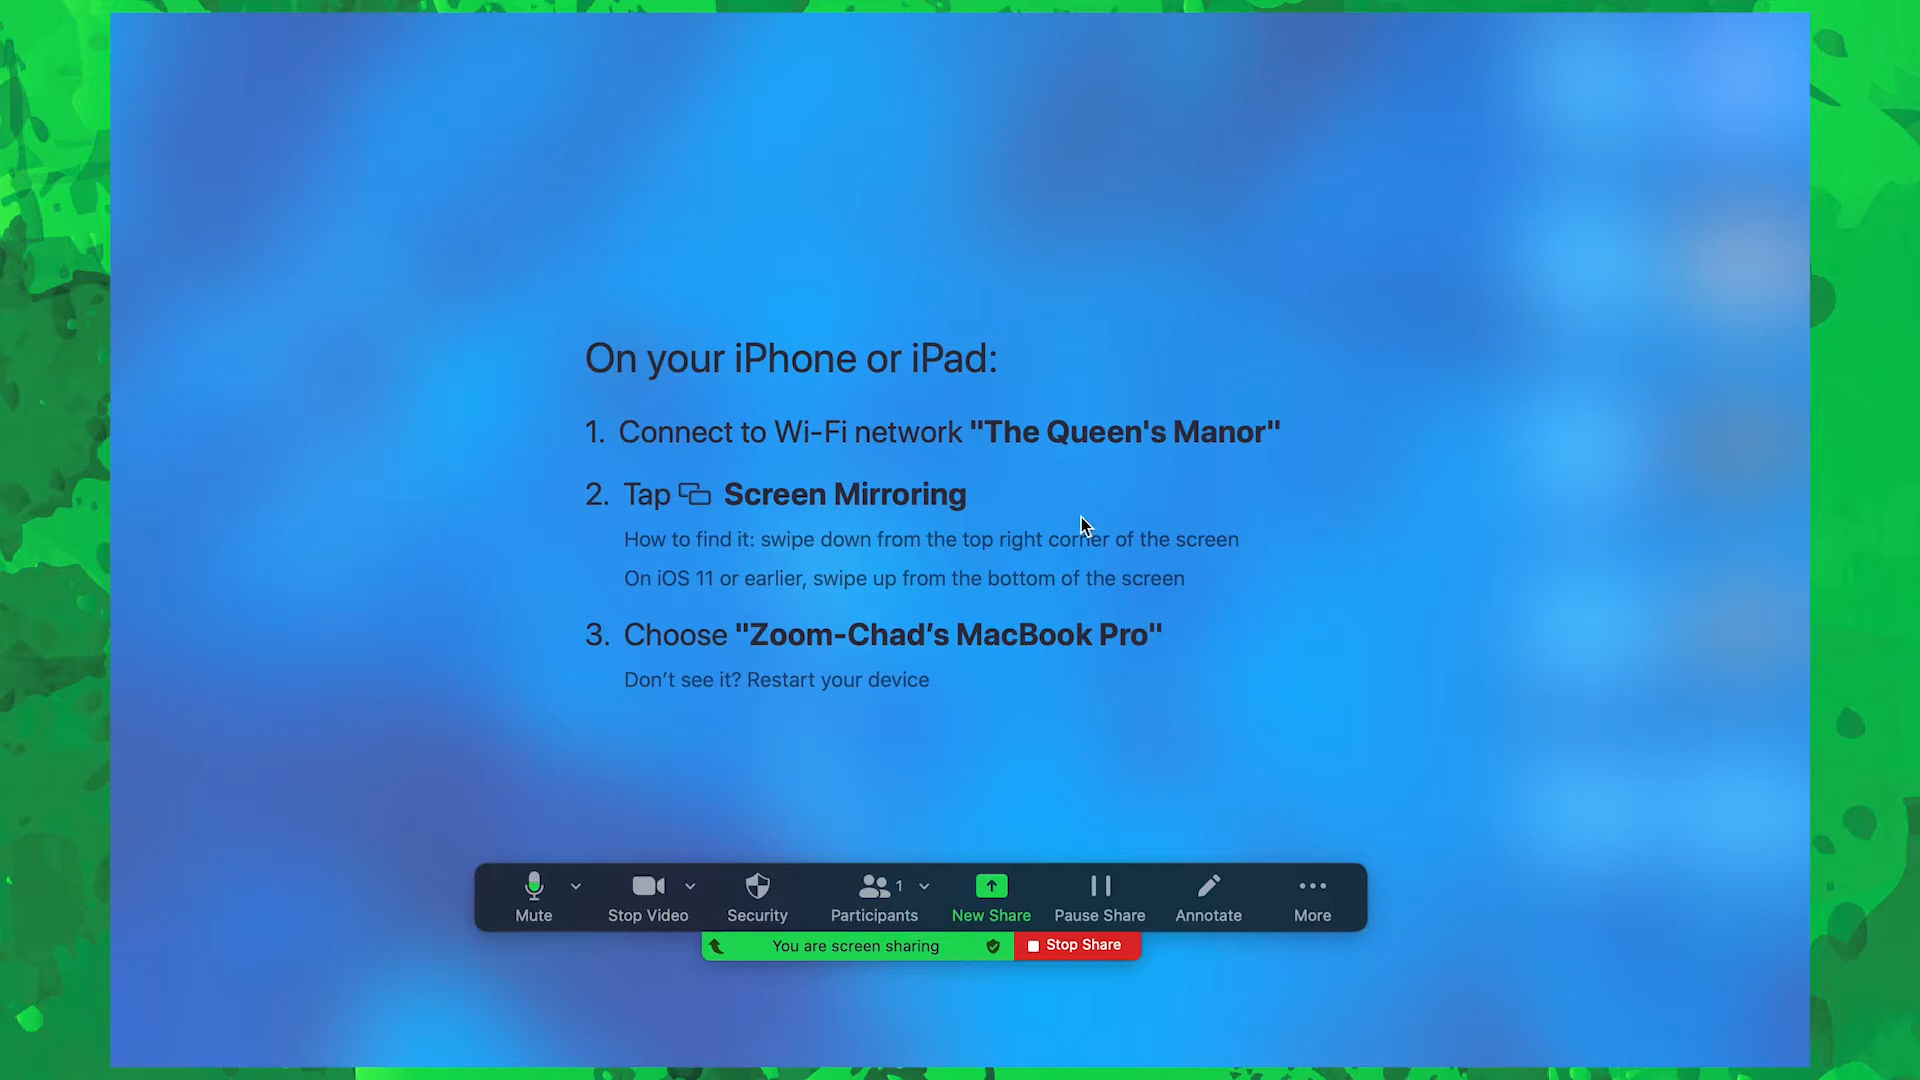 On your iPhone or iPad:
1. Connect to Wi-Fi network "The Queen's Manor"
2. Tap Screen Mirroring
How to find it: swipe down from the top right corner of the screen
On iOS 11 or earlier, swipe up from the bottom of the screen
3. Choose "Zoom-Chad’s MacBook Pro"
Don’t see it? Restart your device
1
Mute Stop Video Security Participants New Share Pause Share Annotate More
You are screen sharing Stop Share